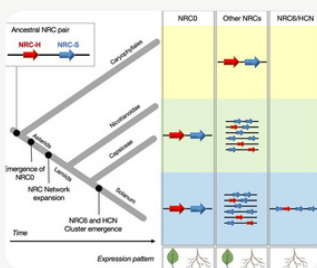 Ancestral NRC pair
NRC-H NRC-S
NRC0
Other NRCs
NRC6/HCN
Caryophyllales
Nicotianoideae
Capsiceae
Solanum
Asterids
Lamiids
Emergence of
NRC0
NRC Network
expansion
NRC6 and HCN
Cluster emergence
Time
Expression pattern